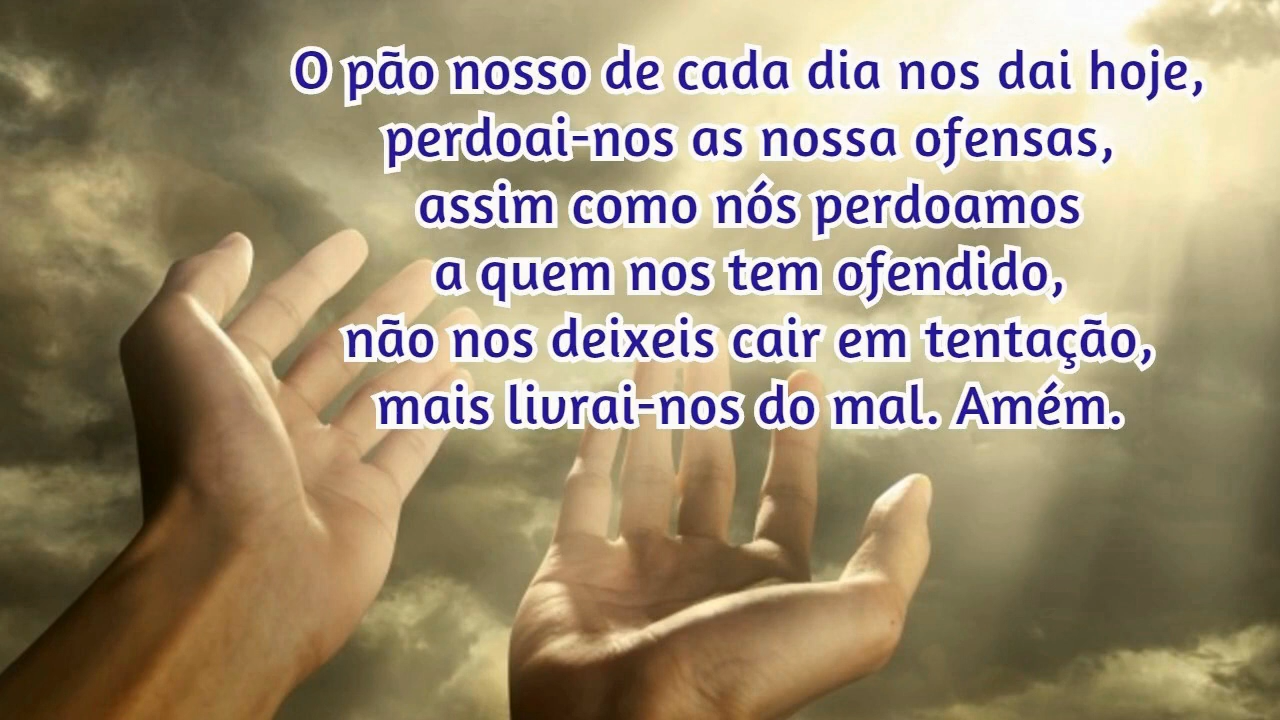 O pão nosso de cada dia nos dai hoje,
perdoai-nos as nossa ofensas,
assim como nós perdoamos
a quem nos tem ofendido,
não nos deixeis cair em tentação,
mais livrai-nos do mal. Amém.